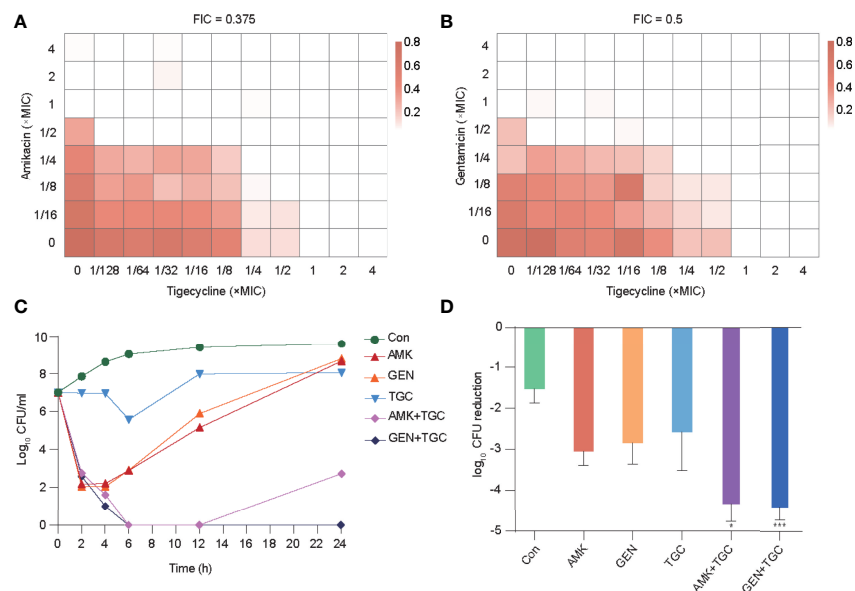 A
FIC = 0.375
4
2
1
1/2
1/4
1/8
1/16
0
Amikacin (×MIC)
0 1/128 1/64 1/32 1/16 1/8 1/4 1/2 1 2 4
Tigecycline (×MIC)
0.8
0.6
0.4
0.2
B
FIC = 0.5
4
2
1
1/2
1/4
1/8
1/16
0
Gentamicin (×MIC)
0 1/128 1/64 1/32 1/16 1/8 1/4 1/2 1 2 4
Tigecycline (×MIC)
0.8
0.6
0.4
0.2
C
10
8
6
4
2
0
Log₁₀ CFU/ml
0 2 4 6 8 10 12 14 16 18 20 22 24
Time (h)
Con
AMK
GEN
TGC
AMK+TGC
GEN+TGC
D
0
-1
-2
-3
-4
-5
log₁₀ CFU reduction
* ***
Con AMK GEN TGC AMK+TGC GEN+TGC